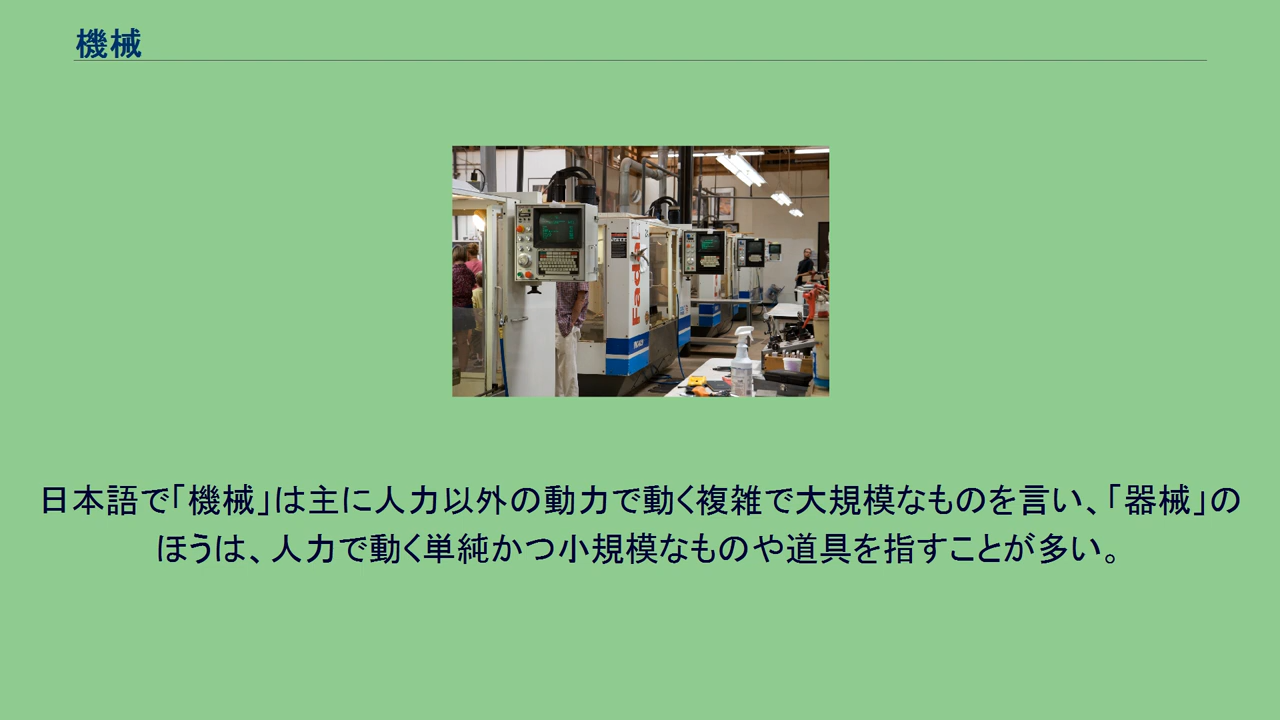 機械
Fadal
日本語で「機械」は主に人力以外の動力で動く複雑で大規模なものを言い、「器械」の
ほうは、人力で動く単純かつ小規模なものや道具を指すことが多い。